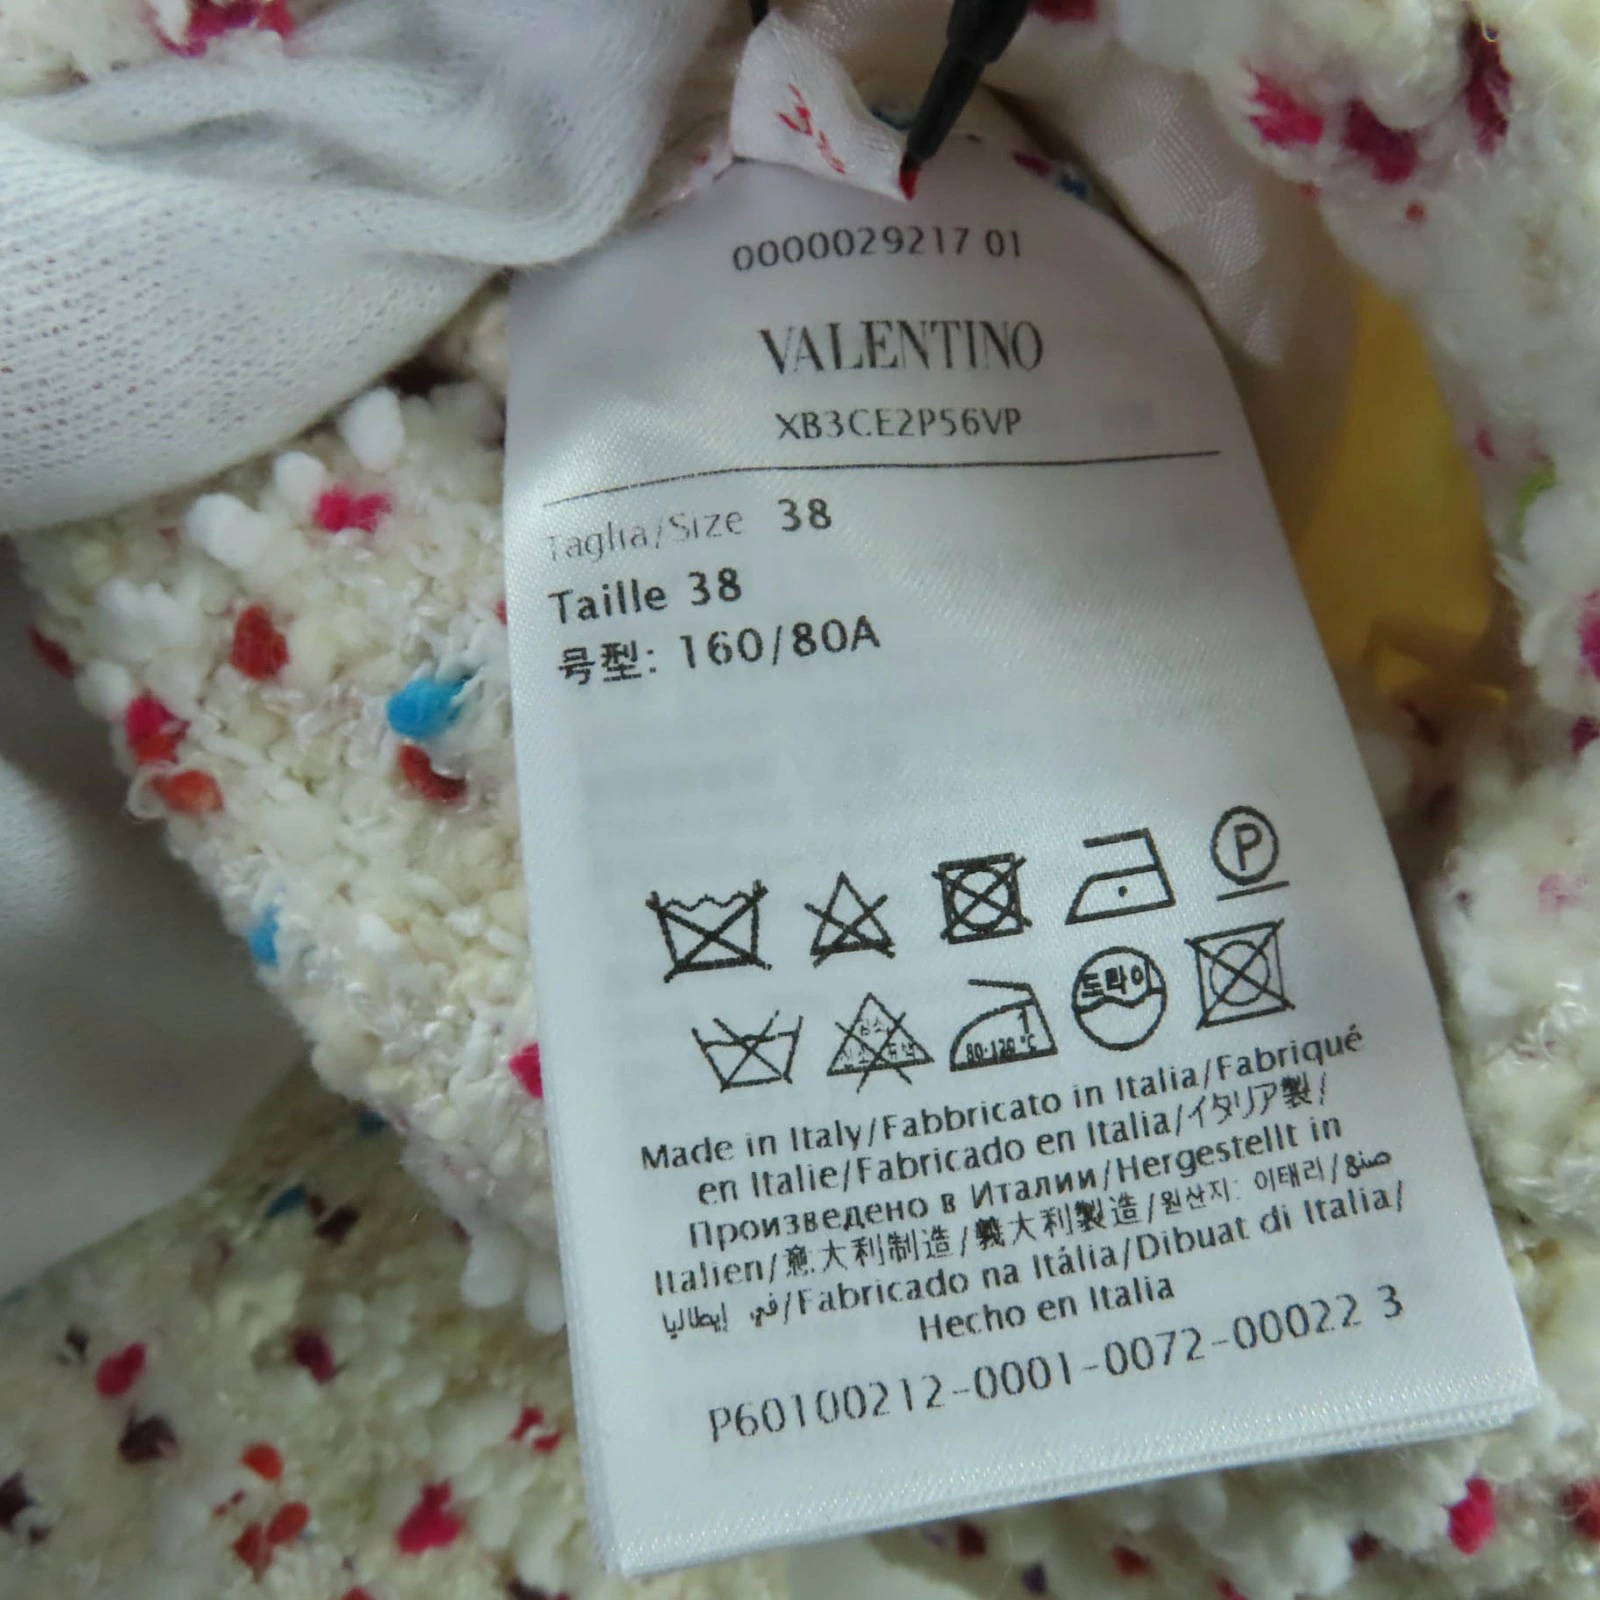 0000029217 01
VALENTINO
XB3CE2P56VP
Taglia/Size 38
Taille 38
号型: 160/80A
P
도라이
1
80-120 °C
Made in Italy/Fabbricato in Italia/Fabriqué
en Italie/Fabricado en Italia/イタリア製/
Произведено в Италии/Hergestellt in
Italien/意大利制造/義大利製造/원산지: 이태리/صنع
في إيطاليا/Fabricado na Itália/Dibuat di Italia/
Hecho en Italia
P60100212-0001-0072-00022 3